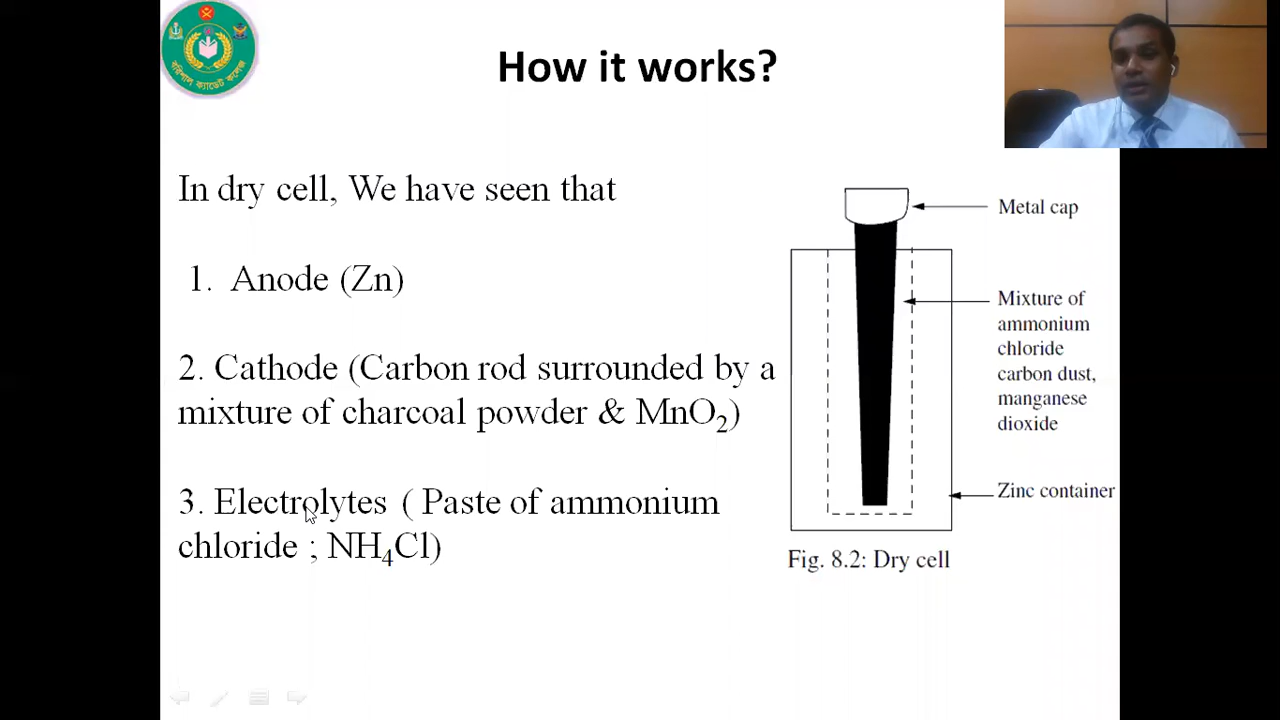 বরিশাল ক্যাডেট কলেজ
How it works?
In dry cell, We have seen that
1. Anode (Zn)
2. Cathode (Carbon rod surrounded by a
mixture of charcoal powder & MnO₂)
3. Electrolytes ( Paste of ammonium
chloride ; NH₄Cl)
Metal cap
Mixture of
ammonium
chloride
carbon dust,
manganese
dioxide
Zinc container
Fig. 8.2: Dry cell